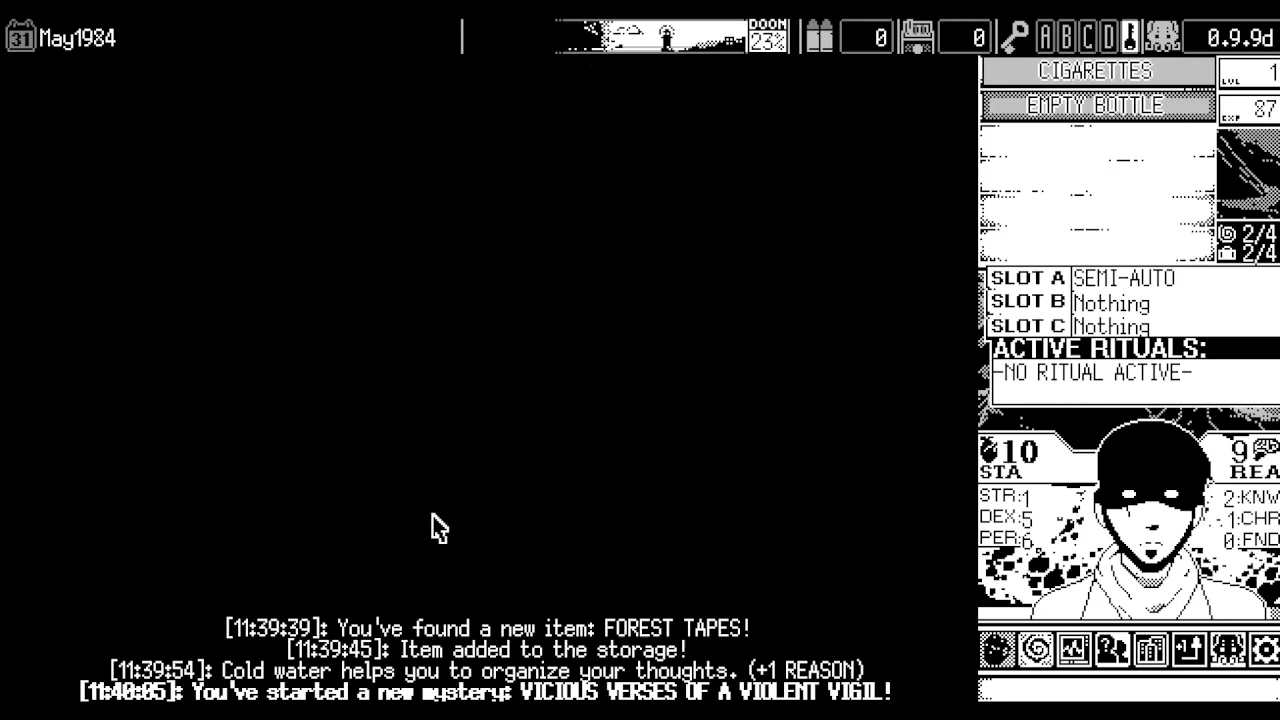 31 May1984
DOOM 23%
0
0
A B C D
0.9.9d
CIGARETTES
LVL 1
EMPTY BOTTLE
EXP 87
2/4
2/4
SLOT A SEMI-AUTO
SLOT B Nothing
SLOT C Nothing
ACTIVE RITUALS:
-NO RITUAL ACTIVE-
10 STA
9 REA
STR:1 2:KNW
DEX:5 1:CHR
PER:6 0:FND
[11:39:39]: You've found a new item: FOREST TAPES!
[11:39:45]: Item added to the storage!
[11:39:54]: Cold water helps you to organize your thoughts. (+1 REASON)
[11:40:05]: You've started a new mystery: VICIOUS VERSES OF A VIOLENT VIGIL!